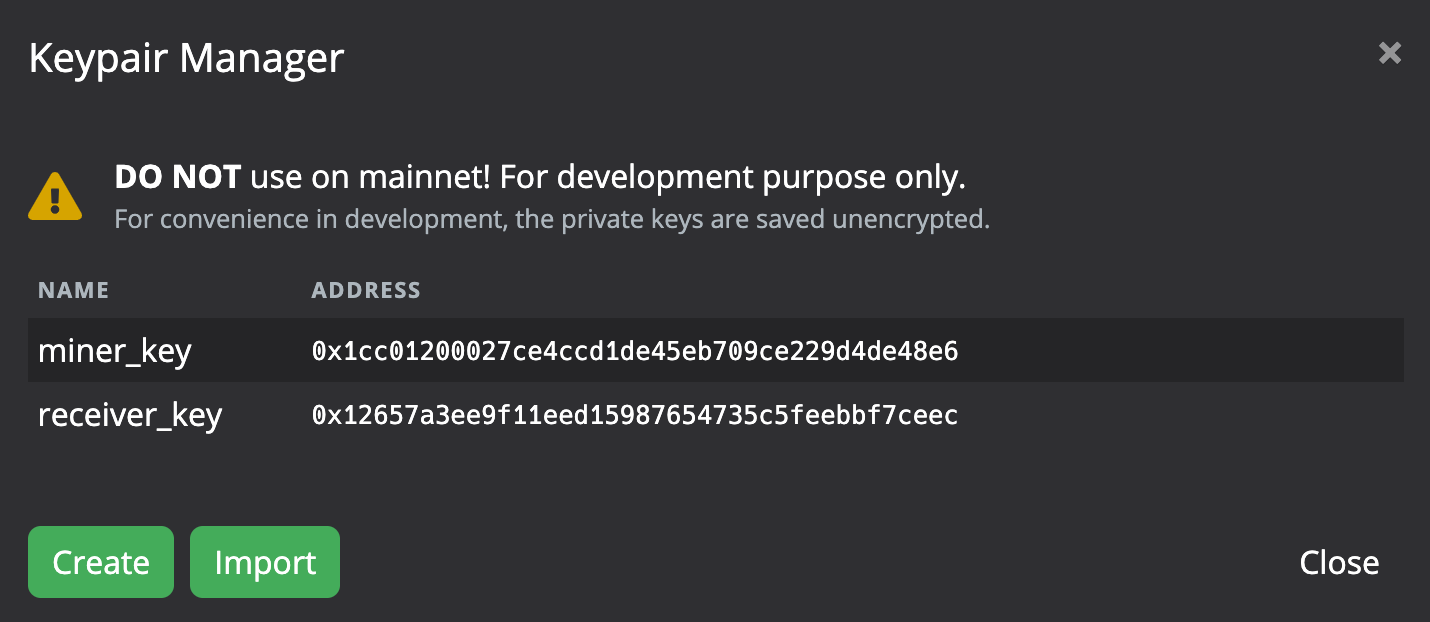 Keypair Manager
DO NOT use on mainnet! For development purpose only.
For convenience in development, the private keys are saved unencrypted.
NAME ADDRESS
miner_key 0x1cc01200027ce4ccd1de45eb709ce229d4de48e6
receiver_key 0x12657a3ee9f11eed15987654735c5feebbf7ceec
Create Import Close